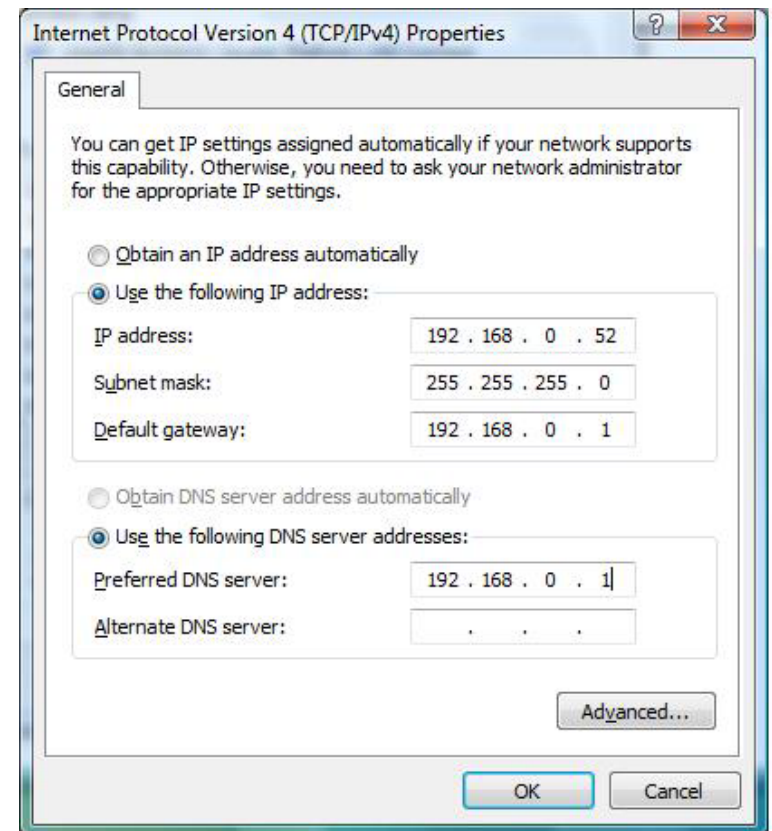 Internet Protocol Version 4 (TCP/IPv4) Properties
?
X
General
You can get IP settings assigned automatically if your network supports
this capability. Otherwise, you need to ask your network administrator
for the appropriate IP settings.
Obtain an IP address automatically
Use the following IP address:
IP address: 192 . 168 . 0 . 52
Subnet mask: 255 . 255 . 255 . 0
Default gateway: 192 . 168 . 0 . 1
Obtain DNS server address automatically
Use the following DNS server addresses:
Preferred DNS server: 192 . 168 . 0 . 1
Alternate DNS server: . . .
Advanced...
OK Cancel